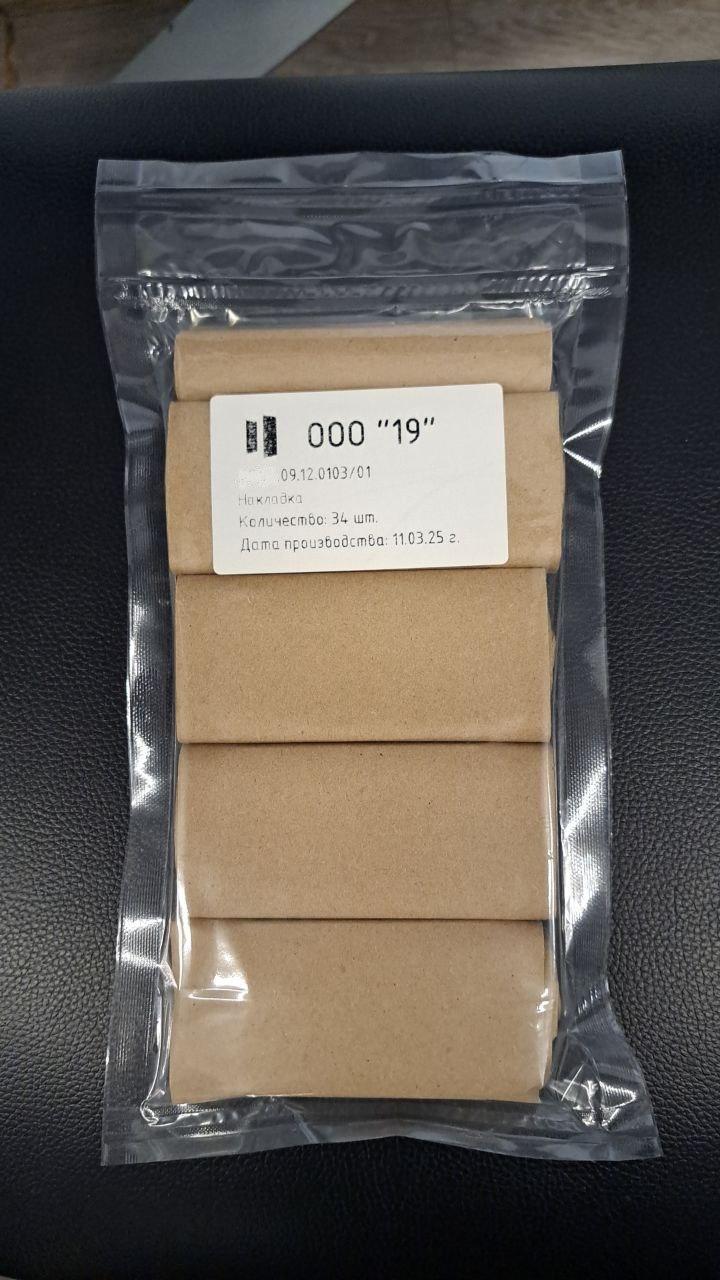 ООО "19"
.09.12.0103/01
Накладка
Количество: 34 шт.
Дата производства: 11.03.25 г.